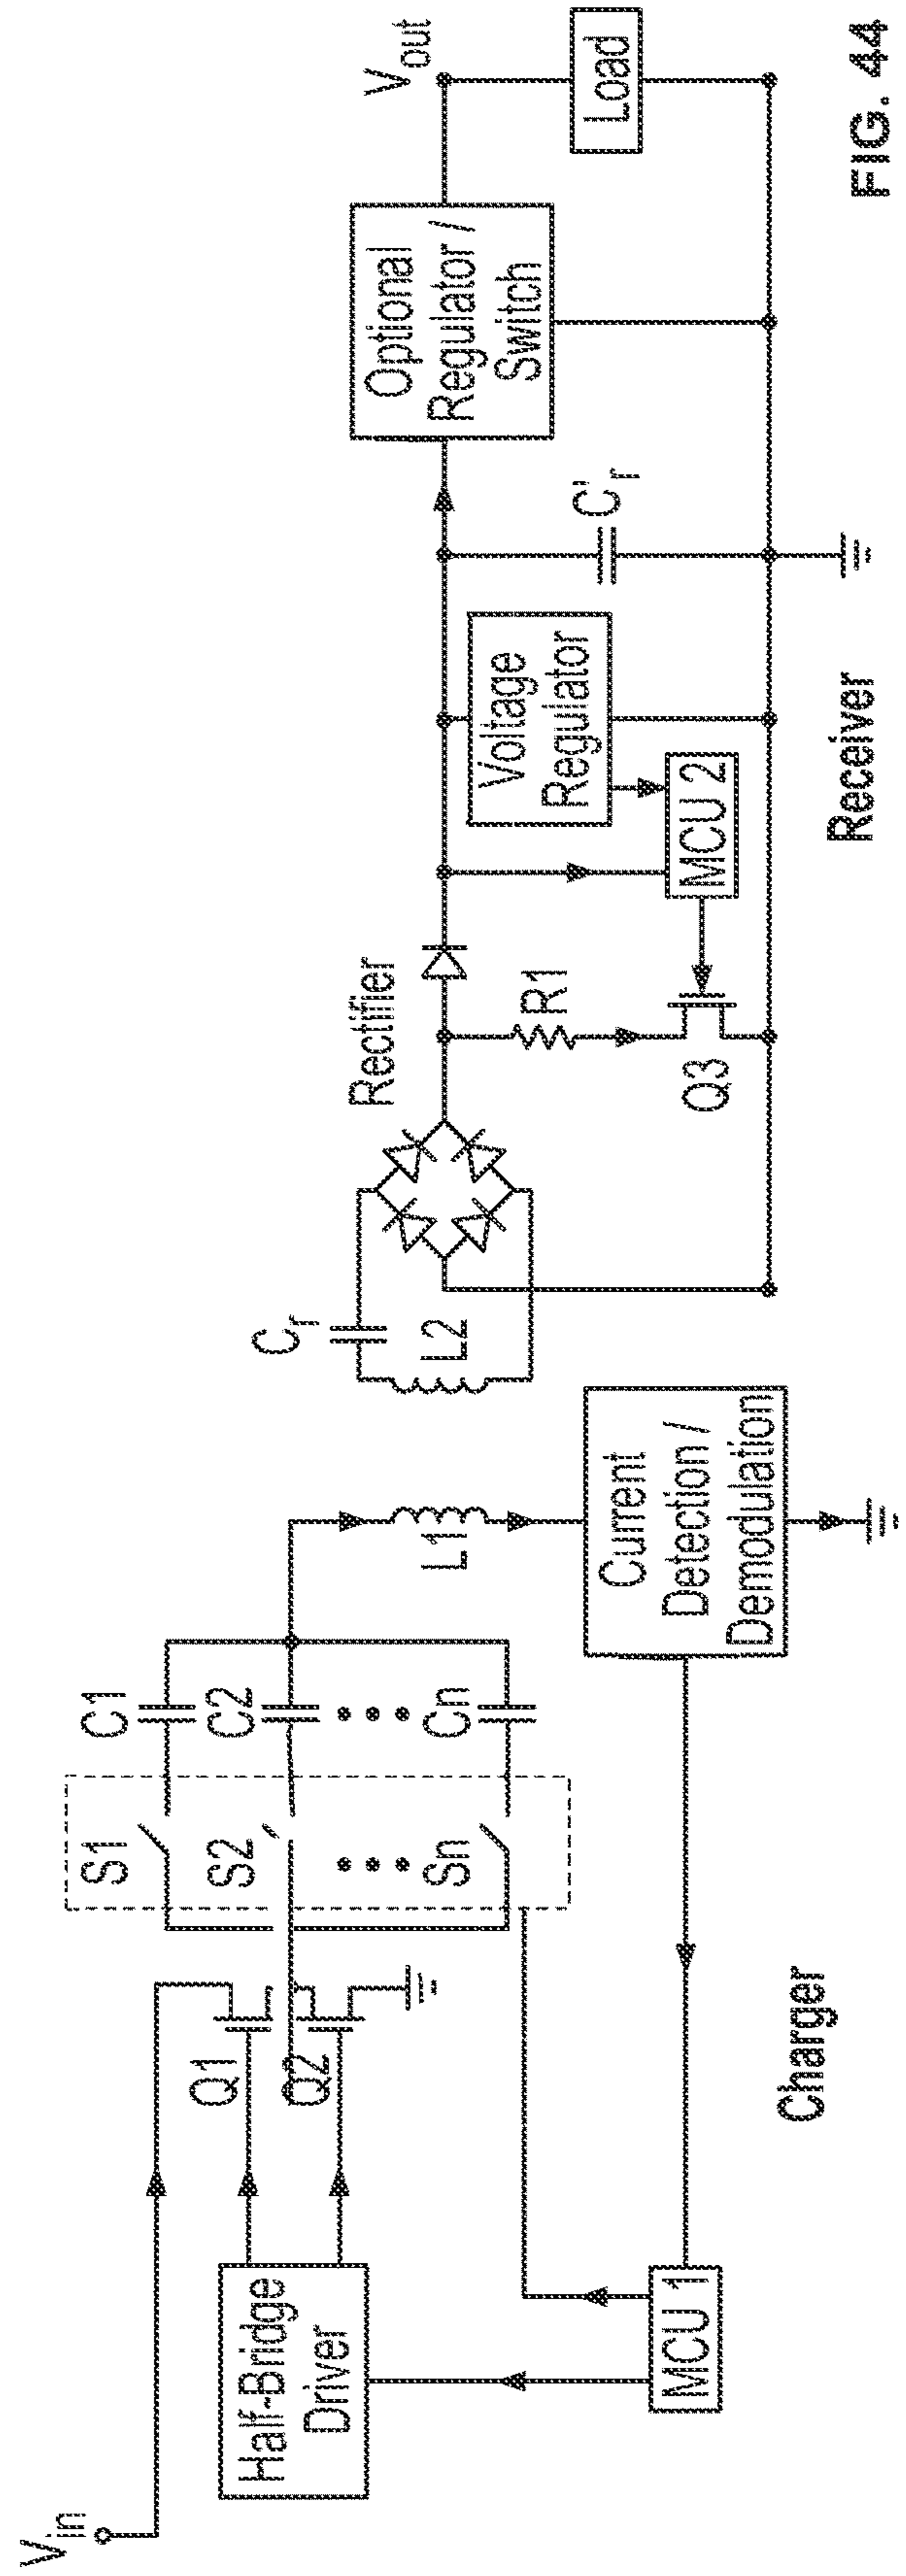 Vin
Half-Bridge
Driver
MCU 1
Q1
Q2
S1
S2
Sn
C1
C2
Cn
L1
Current
Detection /
Demodulation
Charger
Cr
L2
Rectifier
R1
Q3
MCU 2
Voltage
Regulator
C'r
Optional
Regulator /
Switch
Vout
Load
Receiver
FIG. 44